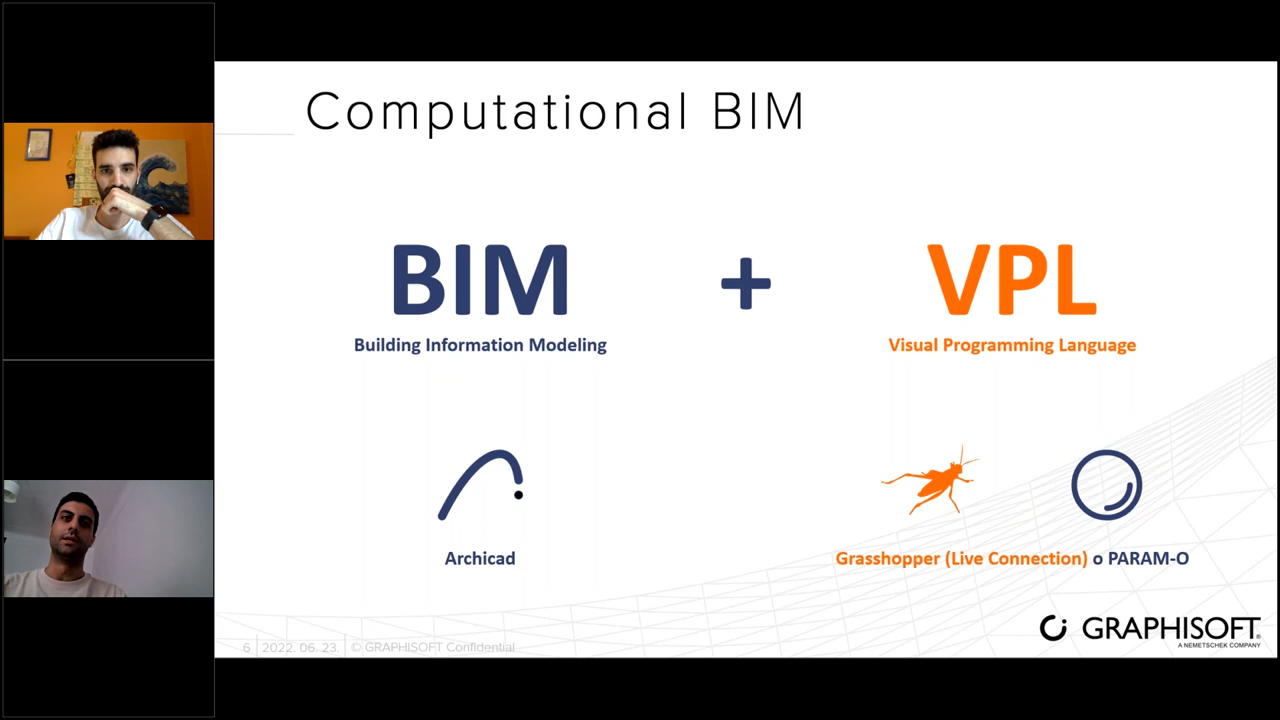 Computational BIM
BIM + VPL
Building Information Modeling
Visual Programming Language
Archicad
Grasshopper (Live Connection) o PARAM-O
6 2022. 06. 23. © GRAPHISOFT Confidential
GRAPHISOFT®
A NEMETSCHEK COMPANY